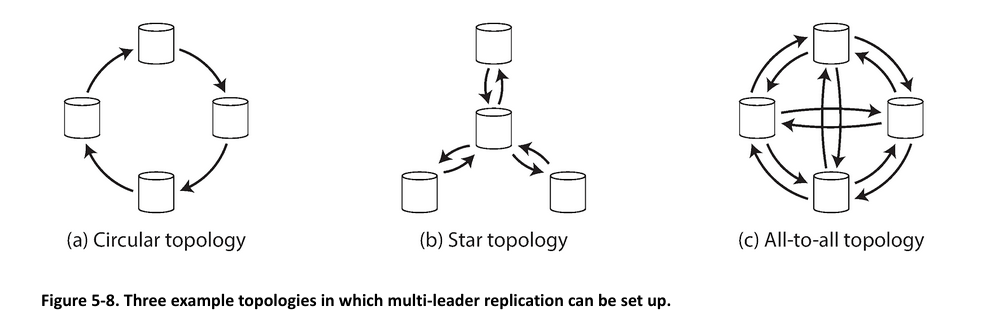 (a) Circular topology
(b) Star topology
(c) All-to-all topology
Figure 5-8. Three example topologies in which multi-leader replication can be set up.